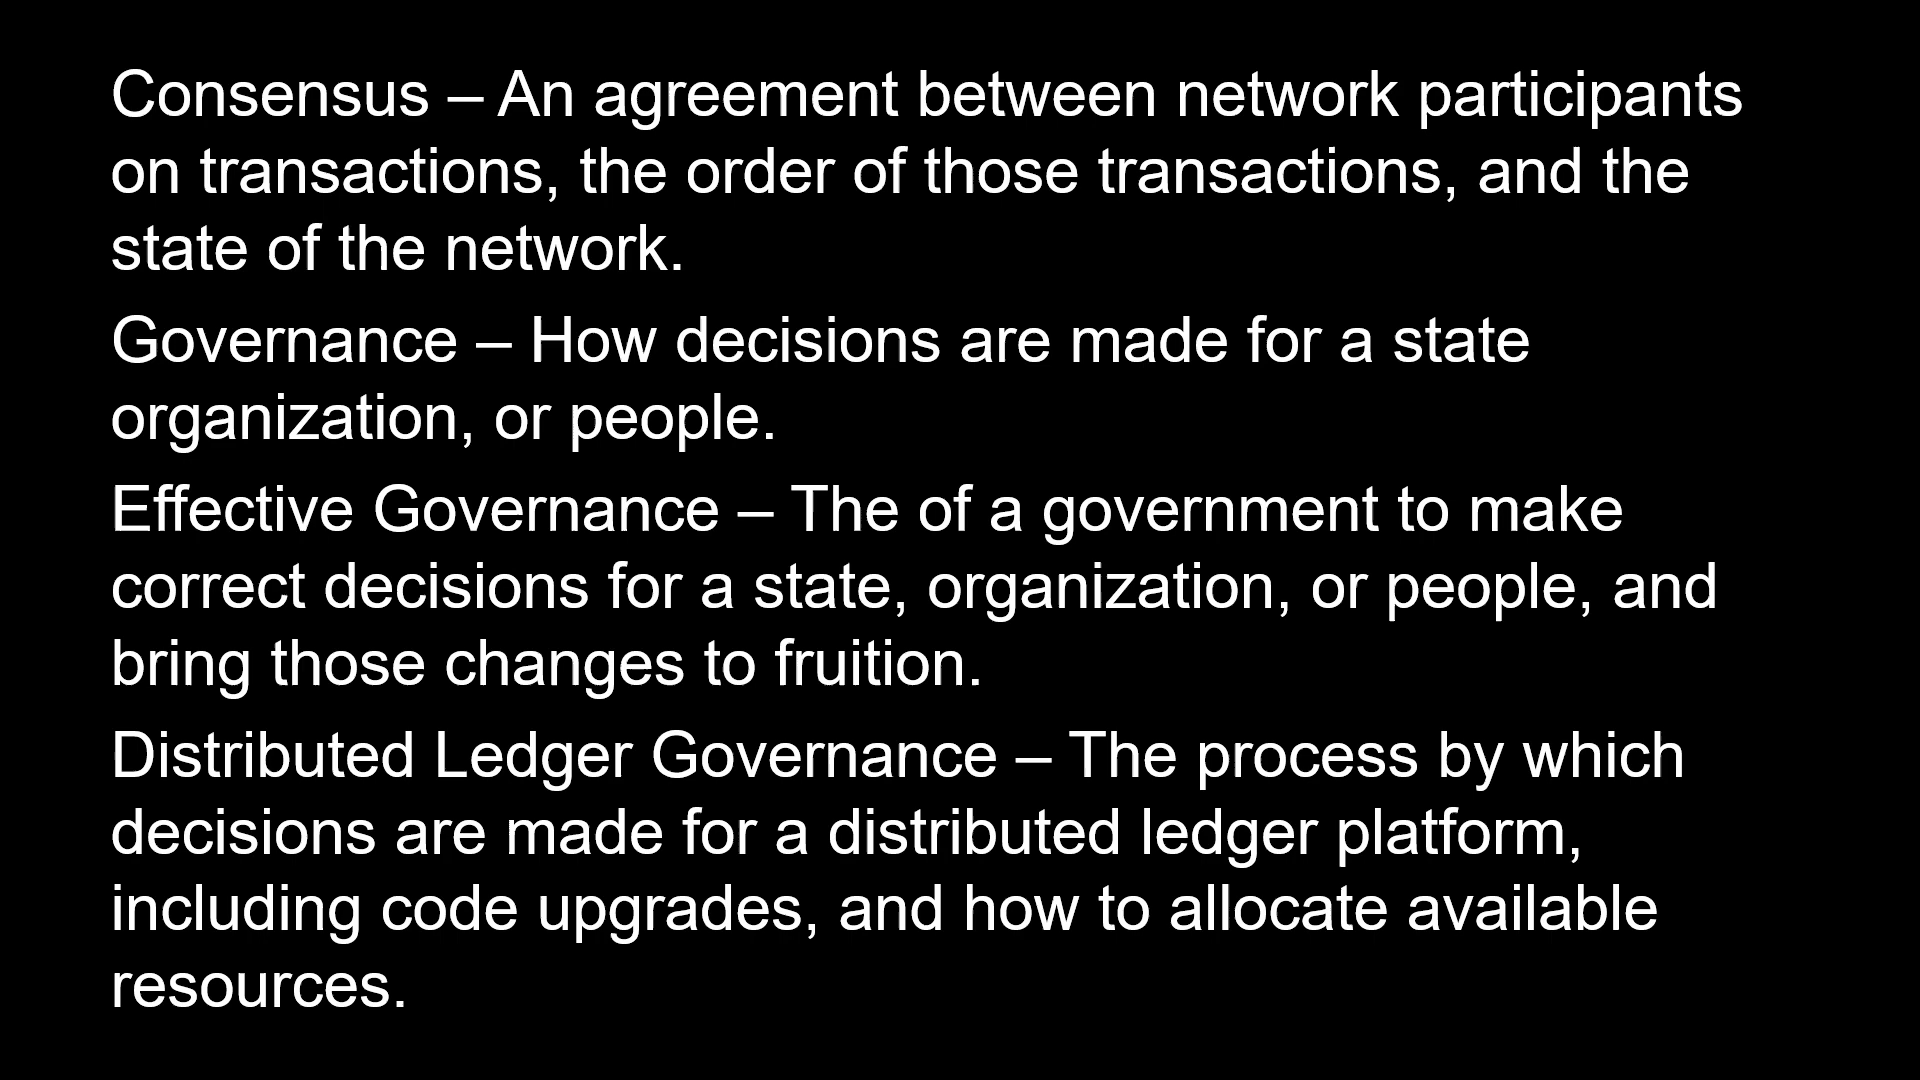 Consensus – An agreement between network participants
on transactions, the order of those transactions, and the
state of the network.
Governance – How decisions are made for a state
organization, or people.
Effective Governance – The of a government to make
correct decisions for a state, organization, or people, and
bring those changes to fruition.
Distributed Ledger Governance – The process by which
decisions are made for a distributed ledger platform,
including code upgrades, and how to allocate available
resources.